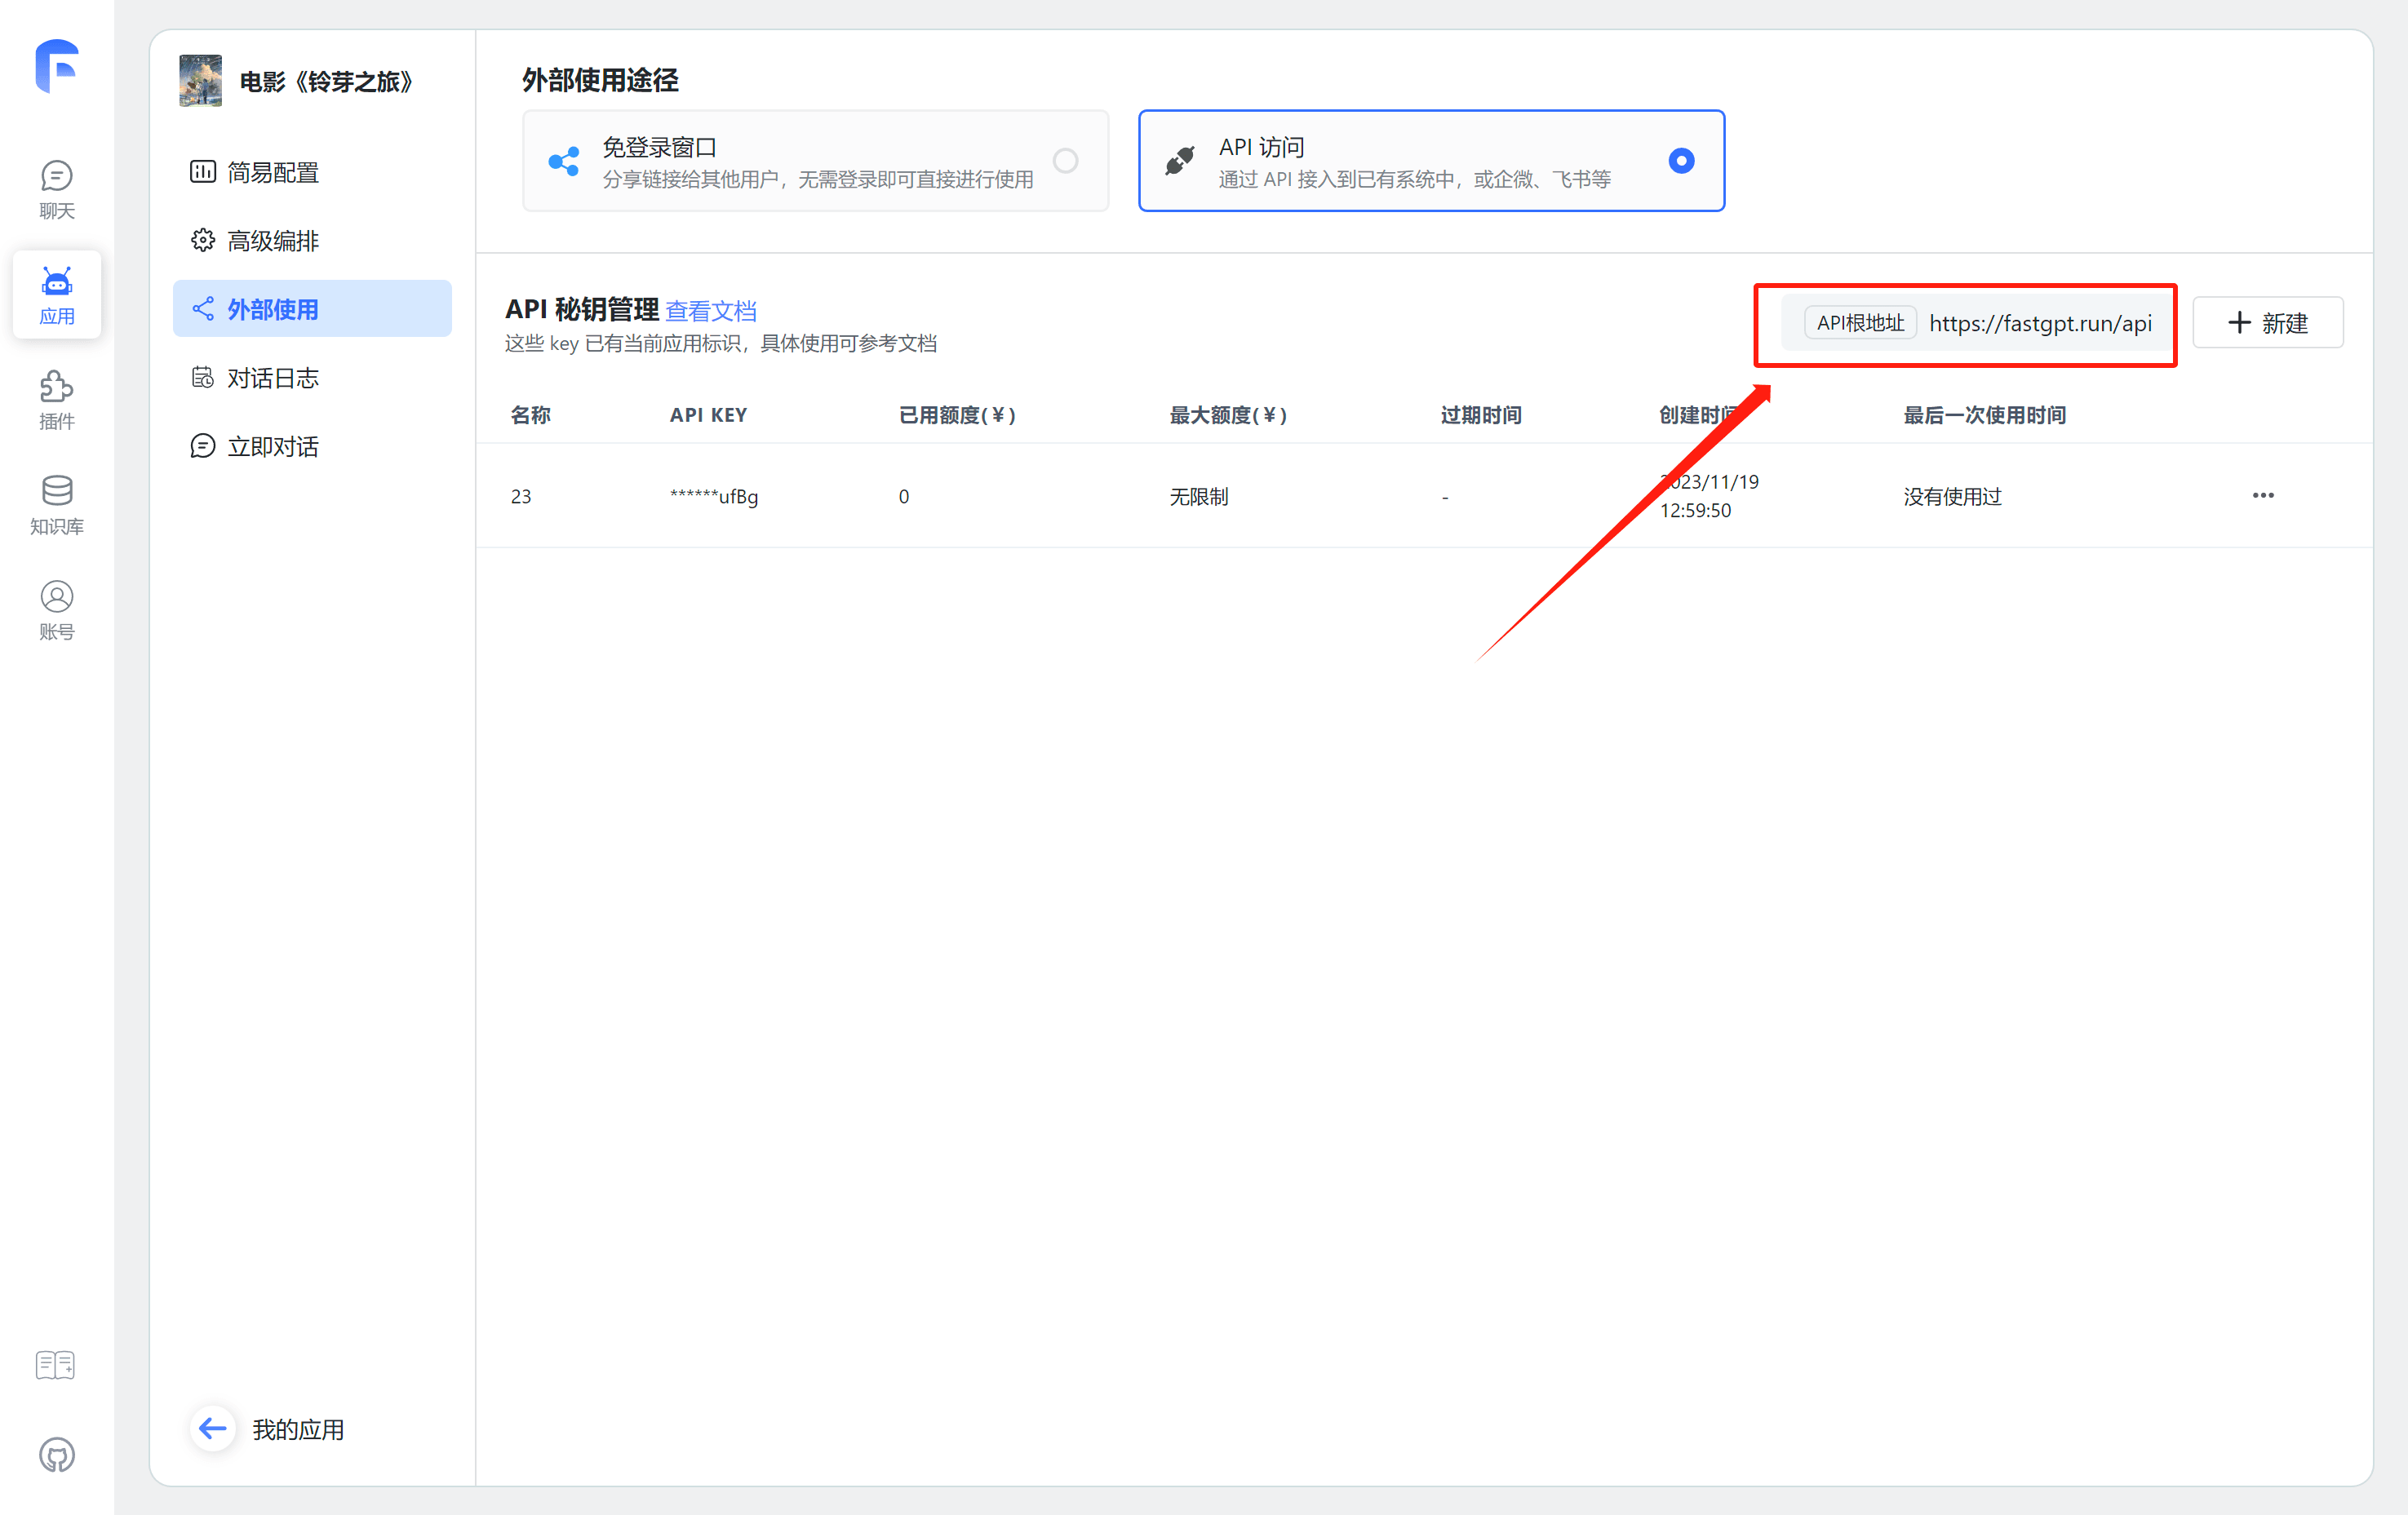 聊天
应用
插件
知识库
账号
电影《铃芽之旅》
简易配置
高级编排
外部使用
对话日志
立即对话
我的应用
外部使用途径
免登录窗口
分享链接给其他用户，无需登录即可直接进行使用
API 访问
通过 API 接入到已有系统中，或企微、飞书等
API 秘钥管理 查看文档
这些 key 已有当前应用标识，具体使用可参考文档
API根地址 https://fastgpt.run/api
新建
名称 API KEY 已用额度(￥) 最大额度(￥) 过期时间 创建时间 最后一次使用时间
23 ******ufBg 0 无限制 - 2023/11/19 12:59:50 没有使用过